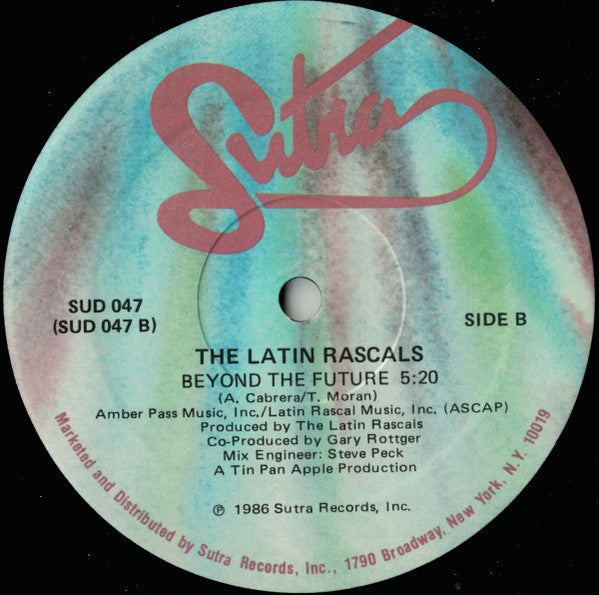 Sutra
SUD 047
(SUD 047 B)
SIDE B
THE LATIN RASCALS
BEYOND THE FUTURE 5:20
(A. Cabrera/T. Moran)
Amber Pass Music, Inc./Latin Rascal Music, Inc. (ASCAP)
Produced by The Latin Rascals
Co-Produced by Gary Rottger
Mix Engineer: Steve Peck
A Tin Pan Apple Production
℗ 1986 Sutra Records, Inc.
Marketed and Distributed by Sutra Records, Inc., 1790 Broadway, New York, N.Y. 10019